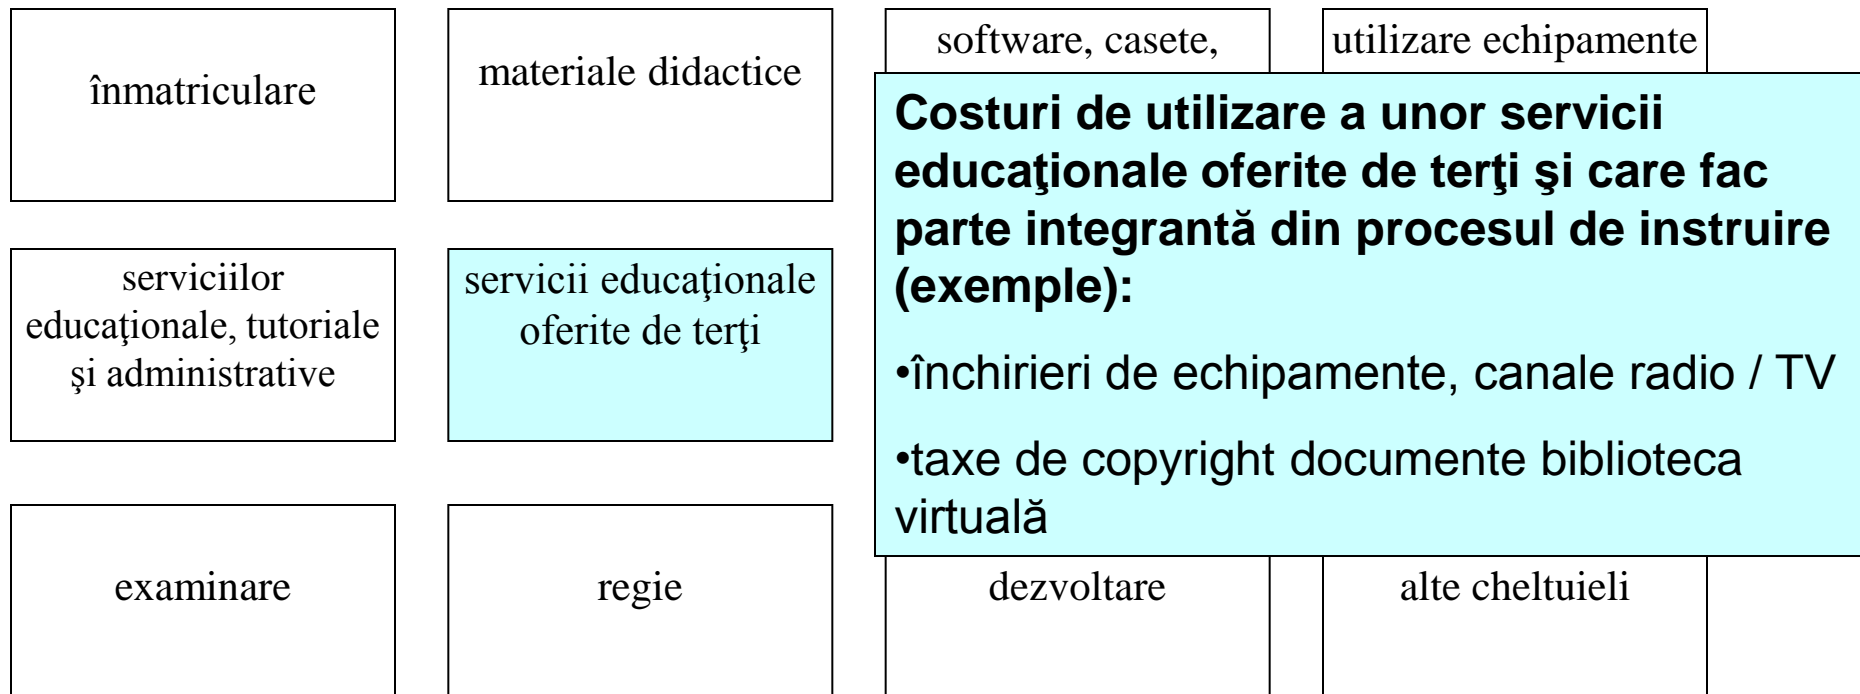 înmatriculare
materiale didactice
software, casete,
utilizare echipamente
serviciilor
educaţionale, tutoriale
şi administrative
servicii educaţionale
oferite de terţi
Costuri de utilizare a unor servicii
educaţionale oferite de terţi şi care fac
parte integrantă din procesul de instruire
(exemple):
•închirieri de echipamente, canale radio / TV
•taxe de copyright documente biblioteca
virtuală
examinare
regie
dezvoltare
alte cheltuieli